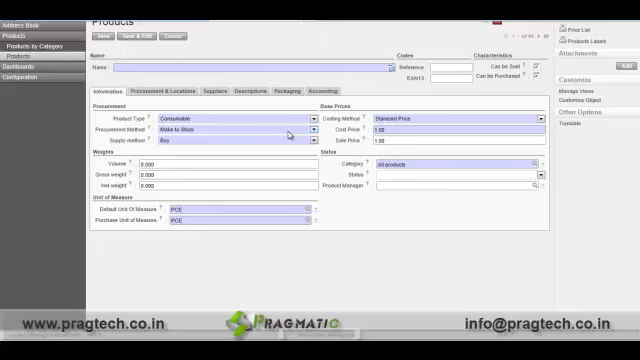 Address Book
Products
Products by Category
Products
Dashboards
Configuration
Products
Save
Save & Edit
Cancel
Name
Name :
Codes
Reference :
EAN13 :
Characteristics
Can be Sold ? :
Can be Purchased ? :
Information
Procurement & Locations
Suppliers
Descriptions
Packaging
Accounting
Procurement
Product Type ? : Consumable
Procurement Method ? : Make to Stock
Supply method ? : Buy
Base Prices
Costing Method ? : Standard Price
Cost Price ? : 1.00
Sale Price ? : 1.00
Weights
Volume ? : 0.000
Gross weight ? : 0.000
Net weight ? : 0.000
Status
Category ? : All products
Status ? :
Product Manager ? :
Unit of Measure
Default Unit Of Measure ? : PCE
Purchase Unit of Measure ? : PCE
Price List
Products Labels
Attachments
Add
Customize
Manage Views
Customize Object
Other Options
Translate
www.pragtech.co.in
PRAGMATIC
info@pragtech.co.in